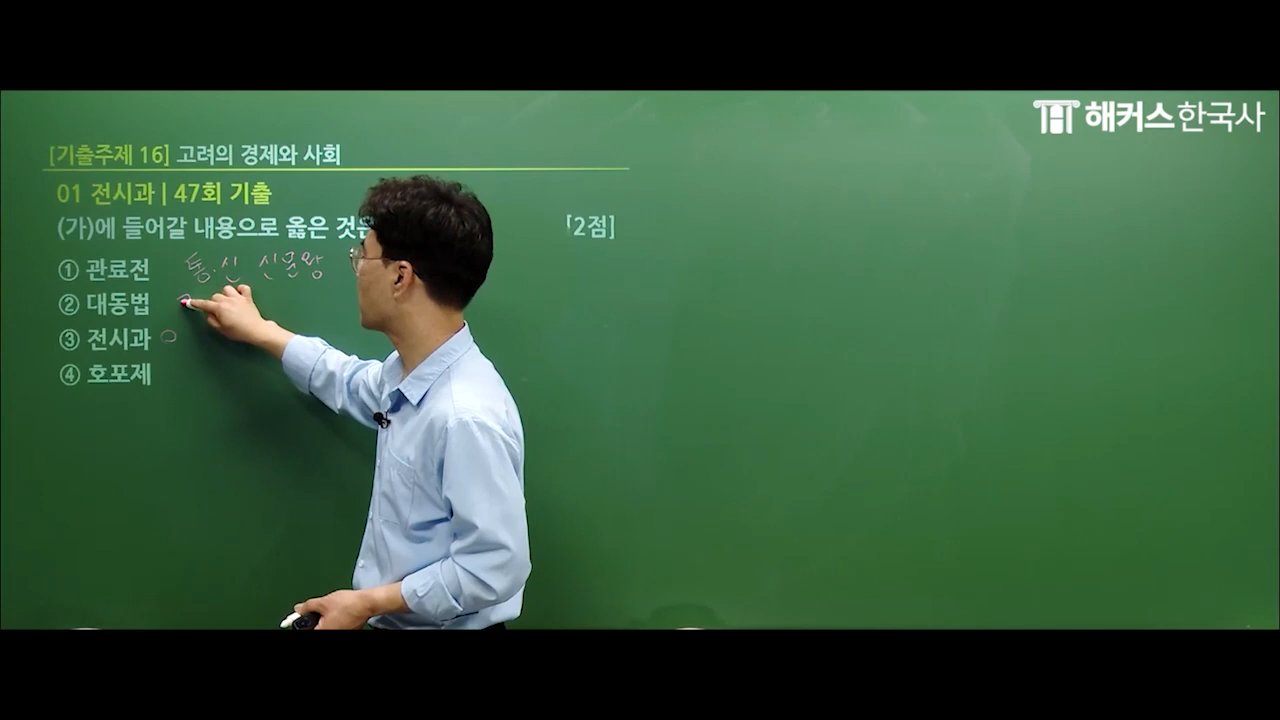 해커스한국사
[기출주제 16] 고려의 경제와 사회
01 전시과 | 47회 기출
(가)에 들어갈 내용으로 옳은 것은 [2점]
① 관료전 통·신 신문왕
② 대동법
③ 전시과 ○
④ 호포제